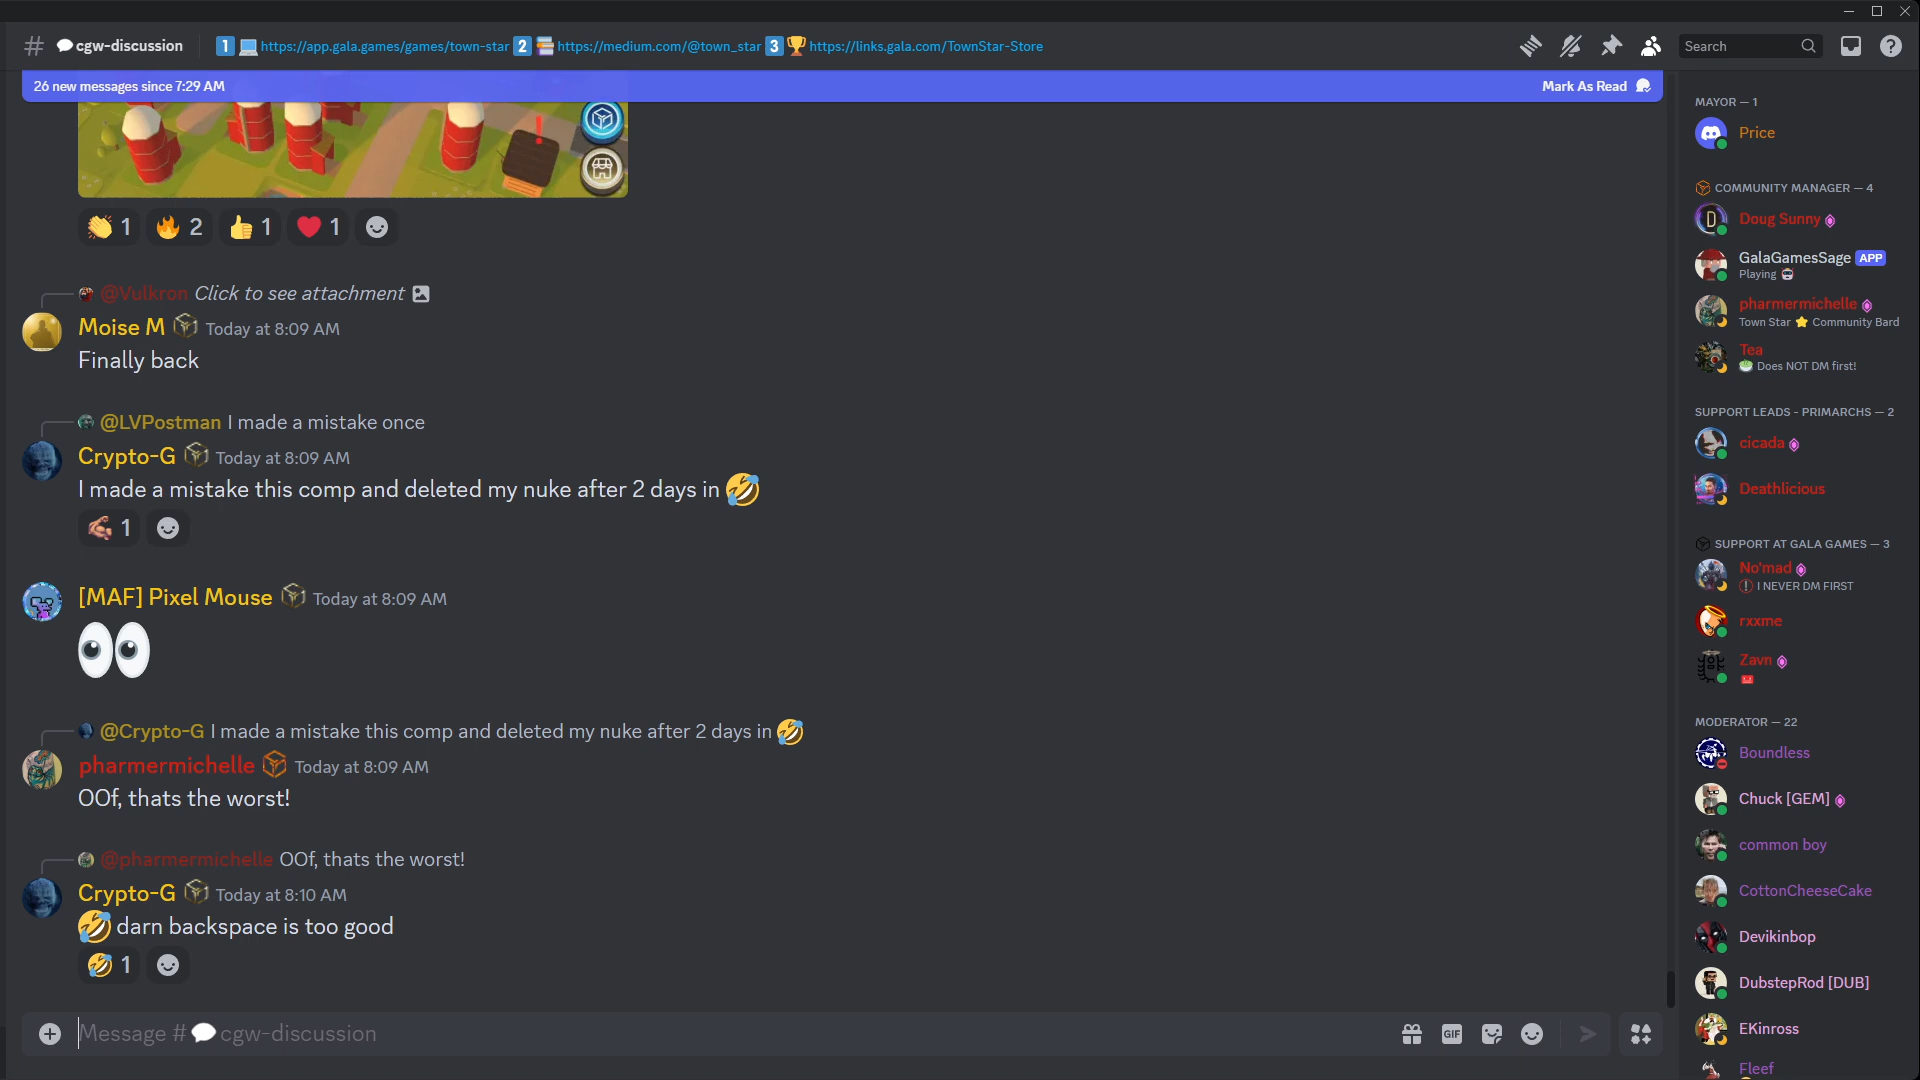 # cgw-discussion 1 https://app.gala.games/games/town-star 2 https://medium.com/@town_star 3 https://links.gala.com/TownStar-Store
Search
26 new messages since 7:29 AM
Mark As Read
1 2 1 1
@Vulkron Click to see attachment
Moise M Today at 8:09 AM
Finally back
@LVPostman I made a mistake once
Crypto-G Today at 8:09 AM
I made a mistake this comp and deleted my nuke after 2 days in 🤣
1
[MAF] Pixel Mouse Today at 8:09 AM
👀
@Crypto-G I made a mistake this comp and deleted my nuke after 2 days in 🤣
pharmermichelle Today at 8:09 AM
OOf, thats the worst!
@pharmermichelle OOf, thats the worst!
Crypto-G Today at 8:10 AM
🤣 darn backspace is too good
🤣 1
Message # cgw-discussion
GIF
MAYOR — 1
Price
COMMUNITY MANAGER — 4
D
Doug Sunny
GalaGamesSage APP
Playing
pharmermichelle
Town Star ⭐ Community Bard
Tea
Does NOT DM first!
SUPPORT LEADS - PRIMARCHS — 2
cicada
Deathlicious
SUPPORT AT GALA GAMES — 3
No'mad
I NEVER DM FIRST
rxxme
Zavn
MODERATOR — 22
Boundless
Chuck [GEM]
common boy
CottonCheeseCake
Devikinbop
DubstepRod [DUB]
EKinross
Fleef